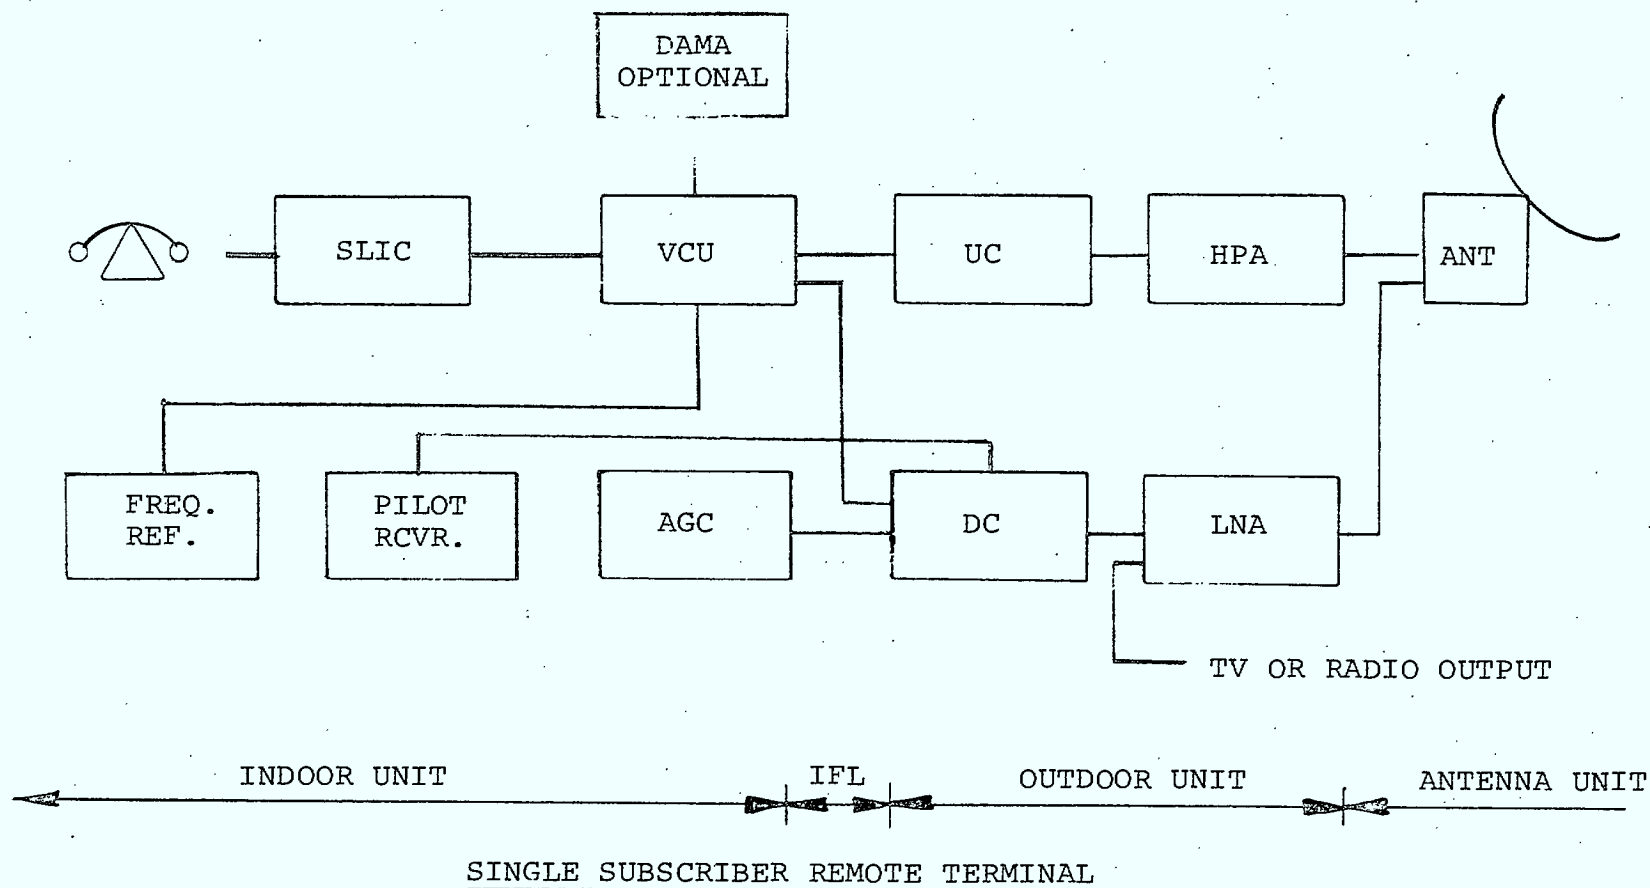 DAMA
OPTIONAL
SLIC
VCU
UC
HPA
ANT
FREQ.
REF.
PILOT
RCVR.
AGC
DC
LNA
TV OR RADIO OUTPUT
INDOOR UNIT
IFL
OUTDOOR UNIT
ANTENNA UNIT
SINGLE SUBSCRIBER REMOTE TERMINAL